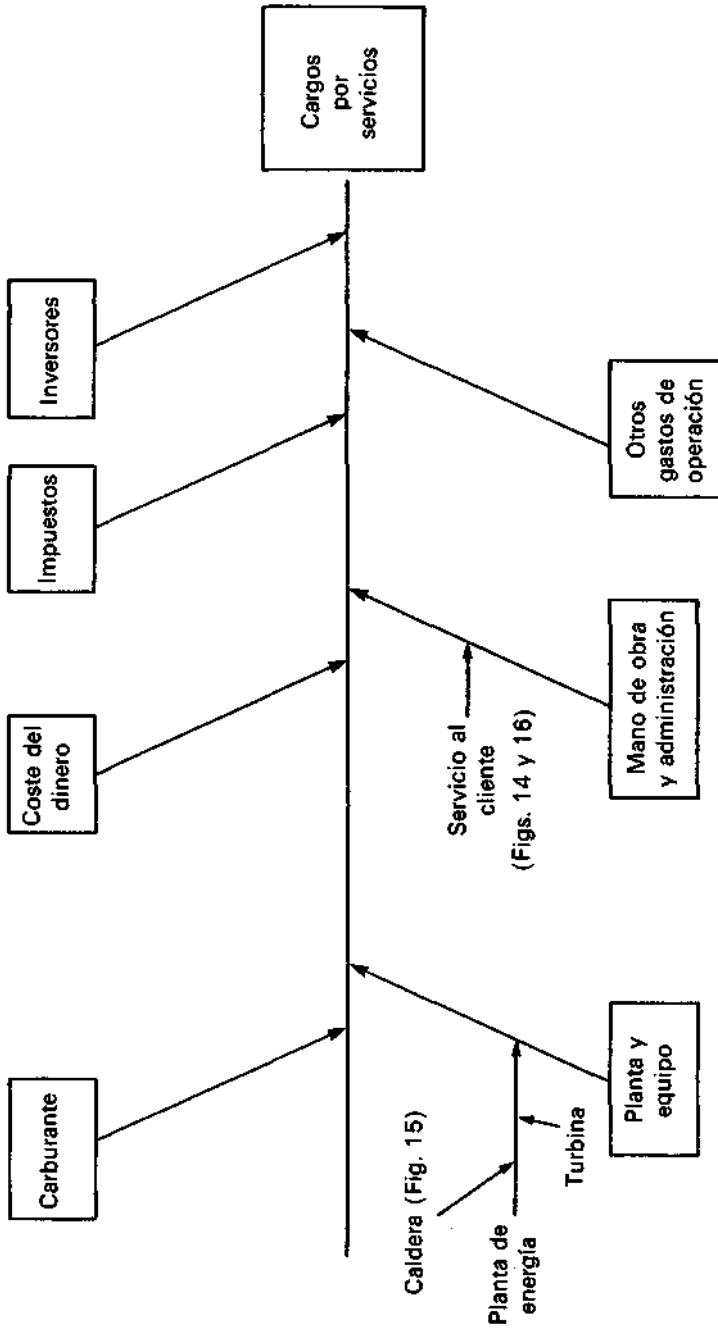 Carburante
Coste del
dinero
Impuestos
Inversores
Cargos
por
servicios
Caldera (Fig. 15)
Planta de
energía
Turbina
Planta y
equipo
Servicio al
cliente
(Figs. 14 y 16)
Mano de obra
y administración
Otros
gastos de
operación